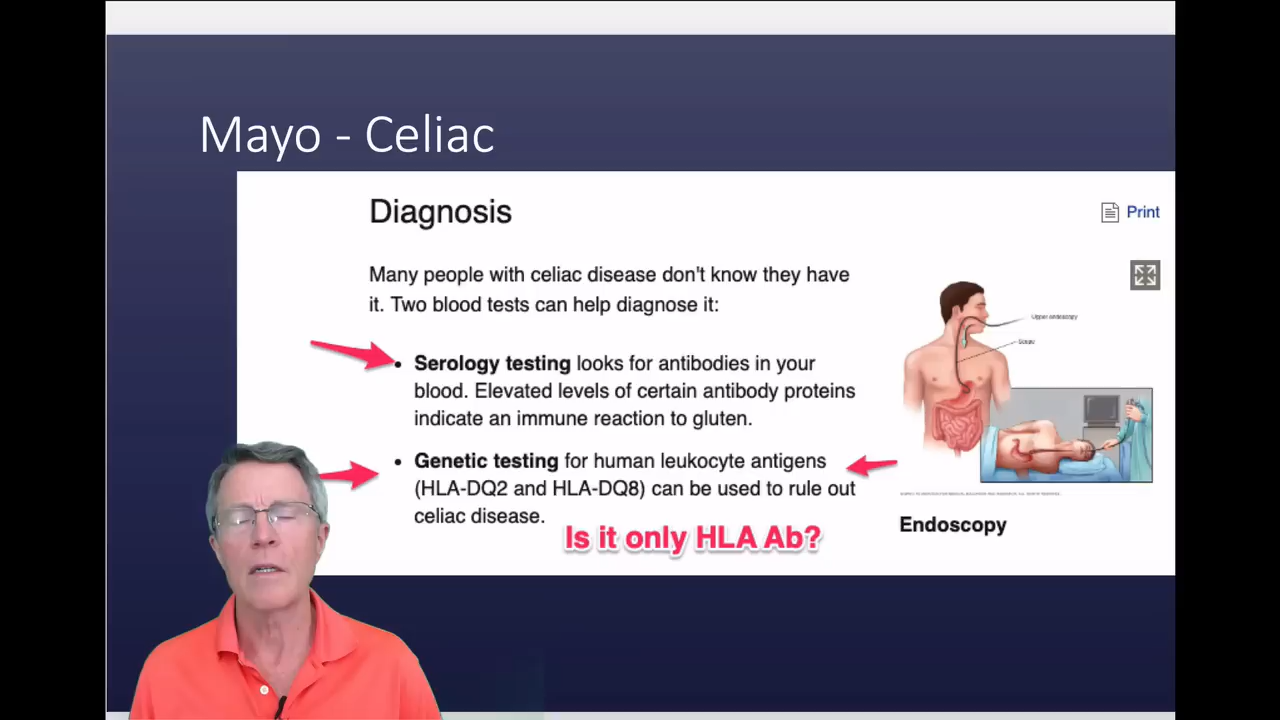 Mayo - Celiac
Diagnosis
Print
Many people with celiac disease don't know they have
it. Two blood tests can help diagnose it:
• Serology testing looks for antibodies in your
blood. Elevated levels of certain antibody proteins
indicate an immune reaction to gluten.
• Genetic testing for human leukocyte antigens
(HLA-DQ2 and HLA-DQ8) can be used to rule out
celiac disease.
Is it only HLA Ab?
Upper endoscopy
Scope
Endoscopy